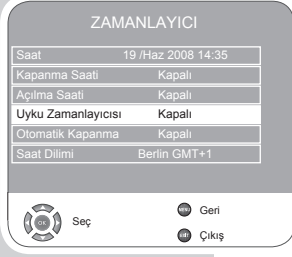 ZAMANLAYICI
Saat 19 /Haz 2008 14:35
Kapanma Saati Kapalı
Açılma Saati Kapalı
Uyku Zamanlayıcısı Kapalı
Otomatik Kapanma Kapalı
Saat Dilimi Berlin GMT+1
OK Seç
MENU Geri
EXIT Çıkış